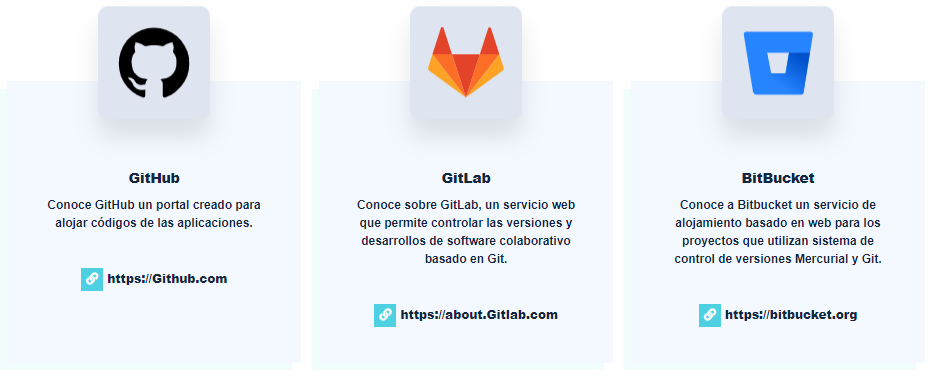 GitHub
Conoce GitHub un portal creado para
alojar códigos de las aplicaciones.
https://Github.com
GitLab
Conoce sobre GitLab, un servicio web
que permite controlar las versiones y
desarrollos de software colaborativo
basado en Git.
https://about.Gitlab.com
BitBucket
Conoce a Bitbucket un servicio de
alojamiento basado en web para los
proyectos que utilizan sistema de
control de versiones Mercurial y Git.
https://bitbucket.org